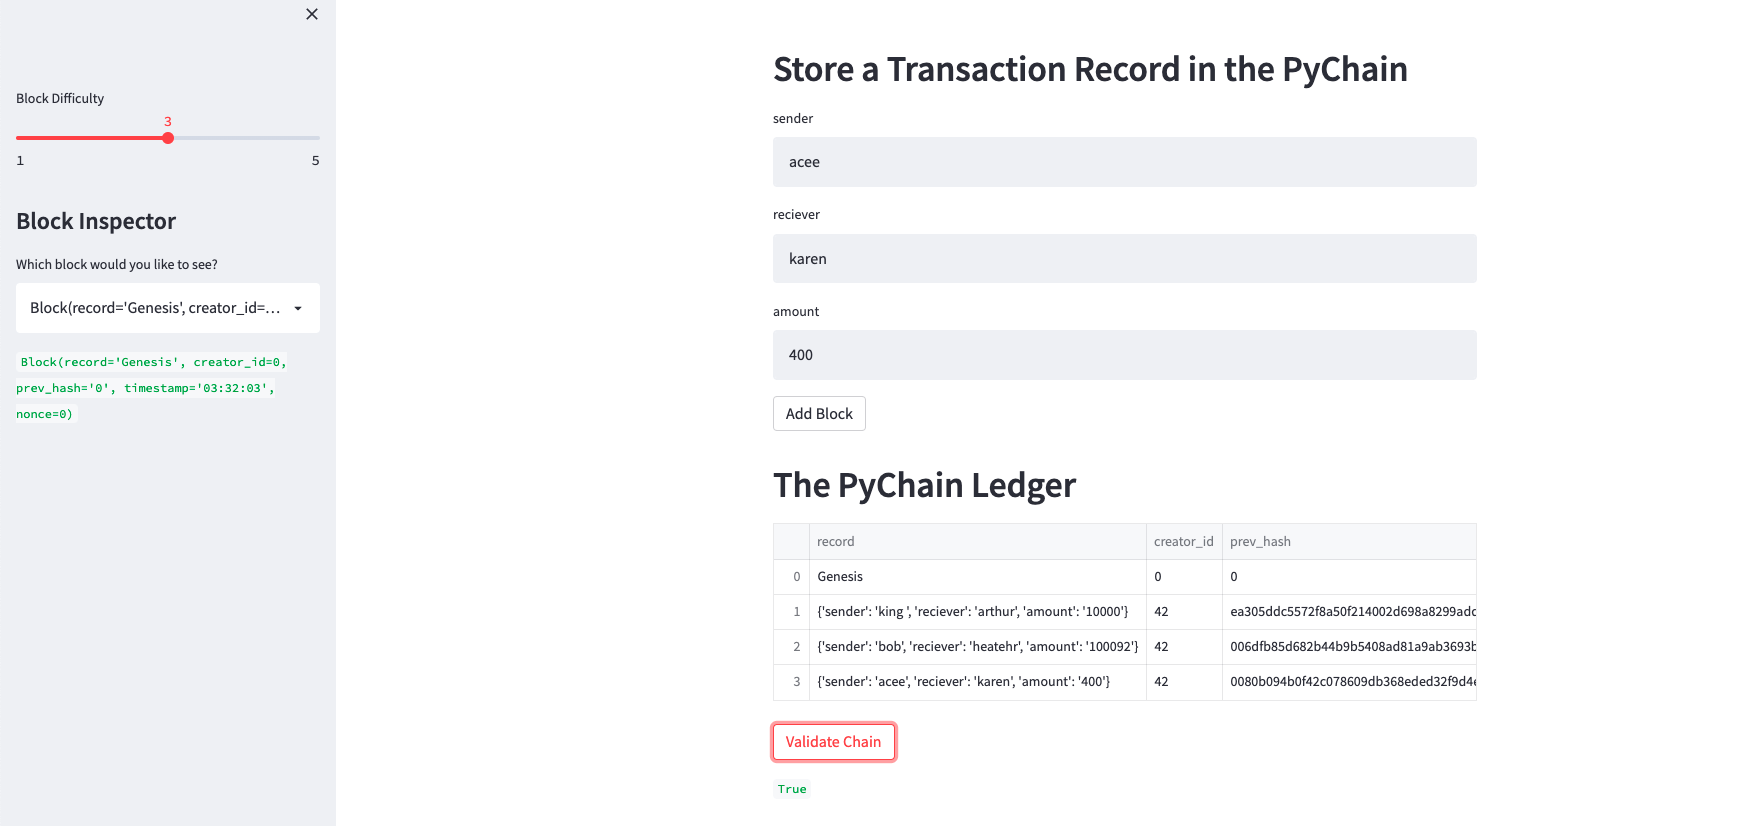 Block Difficulty
3
1 5
Block Inspector
Which block would you like to see?
Block(record='Genesis', creator_id=...
Block(record='Genesis', creator_id=0,
prev_hash='0', timestamp='03:32:03',
nonce=0)
Store a Transaction Record in the PyChain
sender
acee
reciever
karen
amount
400
Add Block
The PyChain Ledger
record creator_id prev_hash
0 Genesis 0 0
1 {'sender': 'king ', 'reciever': 'arthur', 'amount': '10000'} 42 ea305ddc5572f8a50f214002d698a8299adc
2 {'sender': 'bob', 'reciever': 'heatehr', 'amount': '100092'} 42 006dfb85d682b44b9b5408ad81a9ab3693b
3 {'sender': 'acee', 'reciever': 'karen', 'amount': '400'} 42 0080b094b0f42c078609db368eded32f9d4e
Validate Chain
True